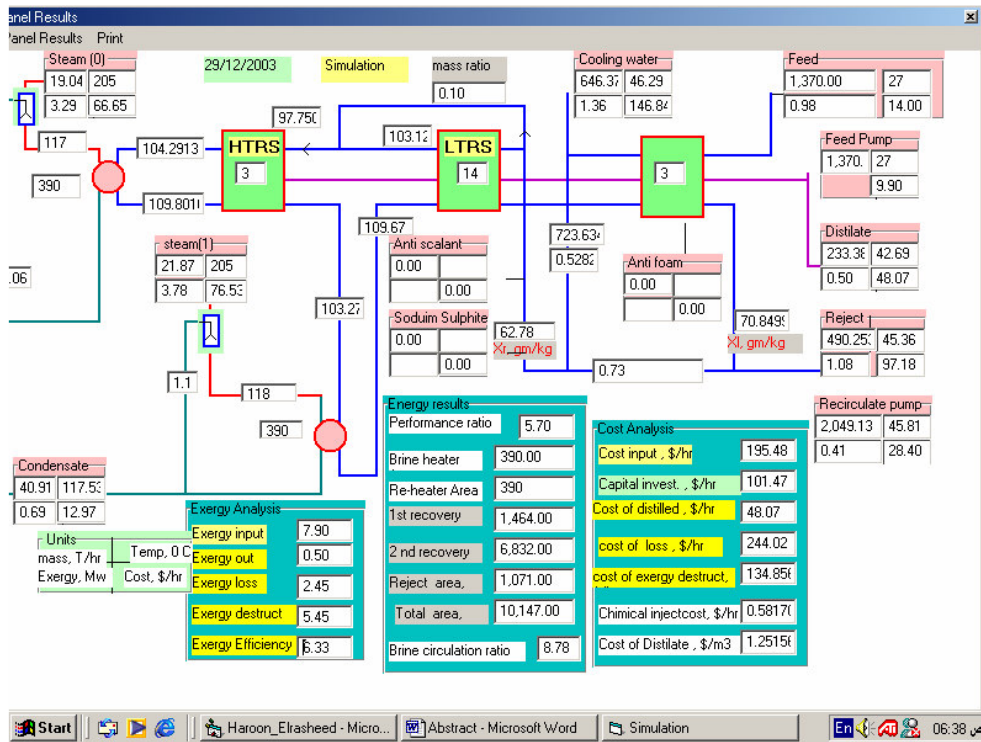 anel Results
Panel Results Print
Steam (0)
19.04 205
3.29 66.65
29/12/2003
Simulation
mass ratio
0.10
Cooling water
646.37 46.29
1.36 146.84
Feed
1,370.00 27
0.98 14.00
117
390
104.2913
109.801
97.750
HTRS
3
103.12
LTRS
14
3
Feed Pump
1,370. 27
9.90
Distilate
233.38 42.69
0.50 48.07
steam(1)
21.87 205
3.78 76.53
.06
109.67
103.27
Anti scalant
0.00
0.00
723.634
0.5282
Anti foam
0.00
0.00
Soduim Sulphite
0.00
0.00
62.78
Xr, gm/kg
70.8499
Xl, gm/kg
Reject
490.253 45.36
1.08 97.18
0.73
1.1
118
390
Recirculate pump
2,049.13 45.81
0.41 28.40
Condensate
40.91 117.53
0.69 12.97
Units
mass, T/hr Temp, 0 C
Exergy, Mw Cost, $/hr
Exergy Analysis
Exergy input 7.90
Exergy out 0.50
Exergy loss 2.45
Exergy destruct 5.45
Exergy Efficiency 6.33
Energy results
Performance ratio 5.70
Brine heater 390.00
Re-heater Area 390
1st recovery 1,464.00
2 nd recovery 6,832.00
Reject area, 1,071.00
Total area, 10,147.00
Brine circulation ratio 8.78
Cost Analysis
Cost input , $/hr 195.48
Capital invest. , $/hr 101.47
Cost of distilled , $/hr 48.07
cost of loss , $/hr 244.02
cost of exergy destruct, 134.856
Chimical injectcost, $/hr 0.58170
Cost of Distilate , $/m3 1.25156
Start
Haroon_Elrasheed - Micro...
Abstract - Microsoft Word
Simulation
En
06:38 ص